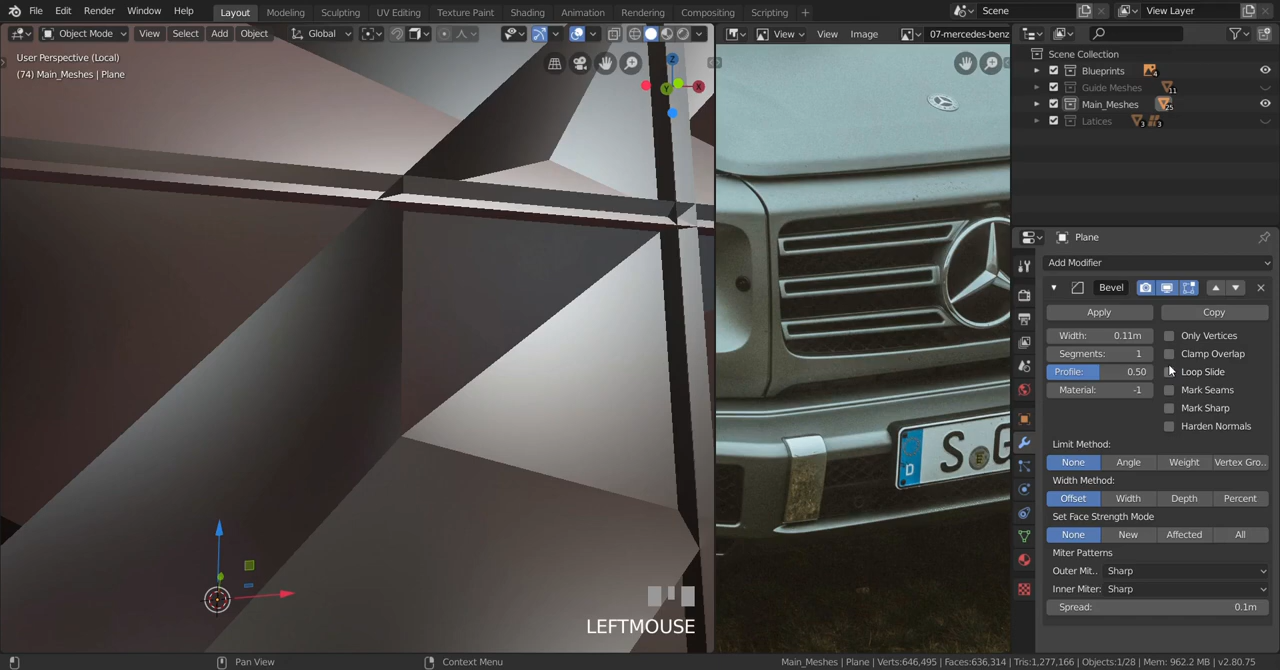 File Edit Render Window Help
Layout Modeling Sculpting UV Editing Texture Paint Shading Animation Rendering Compositing Scripting +
Scene
View Layer
Object Mode View Select Add Object Global
View View Image 07-mercedes-benz
User Perspective (Local)
(74) Main_Meshes | Plane
Z
X
Y
Scene Collection
Blueprints 4
Guide Meshes 11
Main_Meshes 25
Latices 3 3
Plane
Add Modifier
Bevel
Apply Copy
Width: 0.11m Only Vertices
Segments: 1 Clamp Overlap
Profile: 0.50 Loop Slide
Material: -1 Mark Seams
Mark Sharp
Harden Normals
Limit Method:
None Angle Weight Vertex Gro..
Width Method:
Offset Width Depth Percent
Set Face Strength Mode
None New Affected All
Miter Patterns
Outer Mit.. Sharp
Inner Miter: Sharp
Spread: 0.1m
D S G
LEFTMOUSE
Pan View
Context Menu
Main_Meshes | Plane | Verts:646,495 | Faces:636,314 | Tris:1,277,166 | Objects:1/28 | Mem: 962.2 MB | v2.80.75